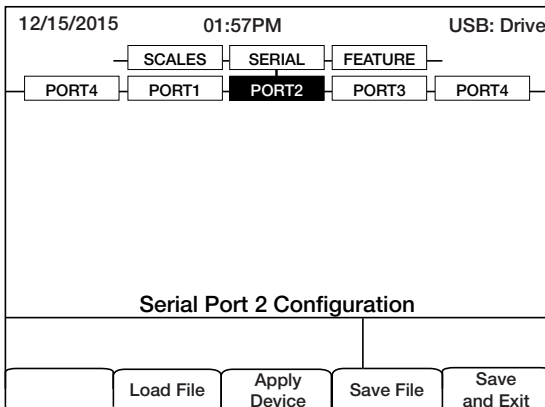 12/15/2015 01:57PM USB: Drive
SCALES SERIAL FEATURE
PORT4 PORT1 PORT2 PORT3 PORT4
Serial Port 2 Configuration
Load File Apply Device Save File Save and Exit